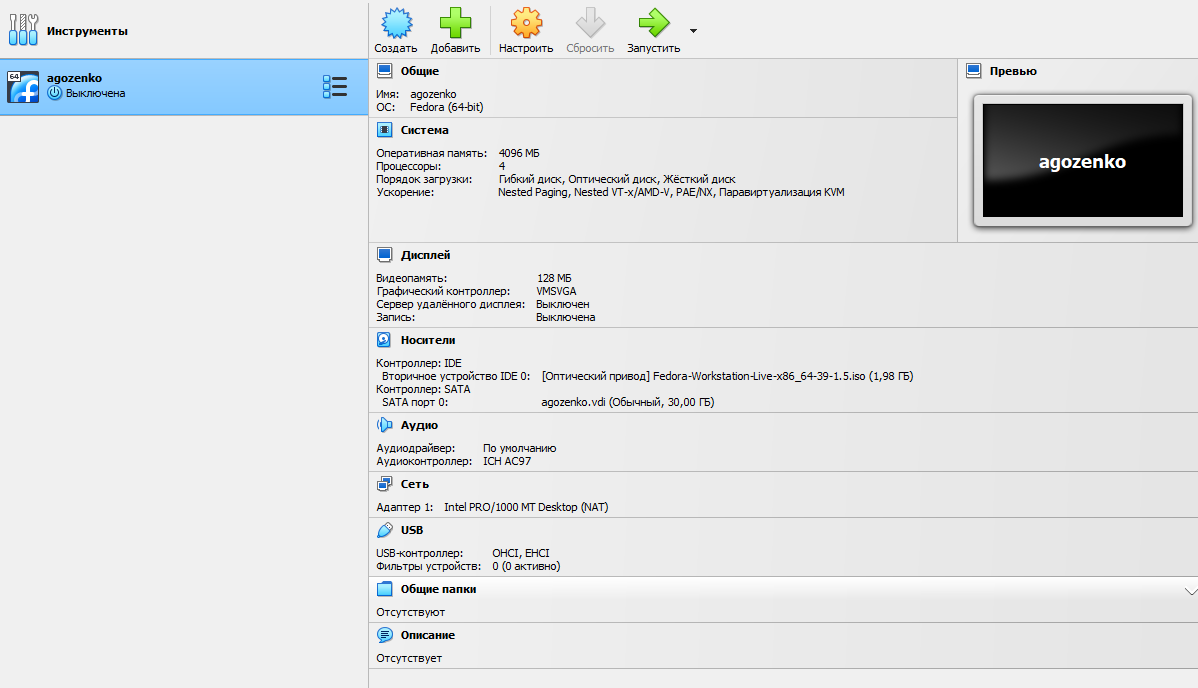 Инструменты
Создать Добавить Настроить Сбросить Запустить
64
agozenko
Выключена
Общие
Имя: agozenko
ОС: Fedora (64-bit)
Превью
agozenko
Система
Оперативная память: 4096 МБ
Процессоры: 4
Порядок загрузки: Гибкий диск, Оптический диск, Жёсткий диск
Ускорение: Nested Paging, Nested VT-x/AMD-V, PAE/NX, Паравиртуализация KVM
Дисплей
Видеопамять: 128 МБ
Графический контроллер: VMSVGA
Сервер удалённого дисплея: Выключен
Запись: Выключена
Носители
Контроллер: IDE
Вторичное устройство IDE 0: [Оптический привод] Fedora-Workstation-Live-x86_64-39-1.5.iso (1,98 ГБ)
Контроллер: SATA
SATA порт 0: agozenko.vdi (Обычный, 30,00 ГБ)
Аудио
Аудиодрайвер: По умолчанию
Аудиоконтроллер: ICH AC97
Сеть
Адаптер 1: Intel PRO/1000 MT Desktop (NAT)
USB
USB-контроллер: OHCI, EHCI
Фильтры устройств: 0 (0 активно)
Общие папки
Отсутствуют
Описание
Отсутствует